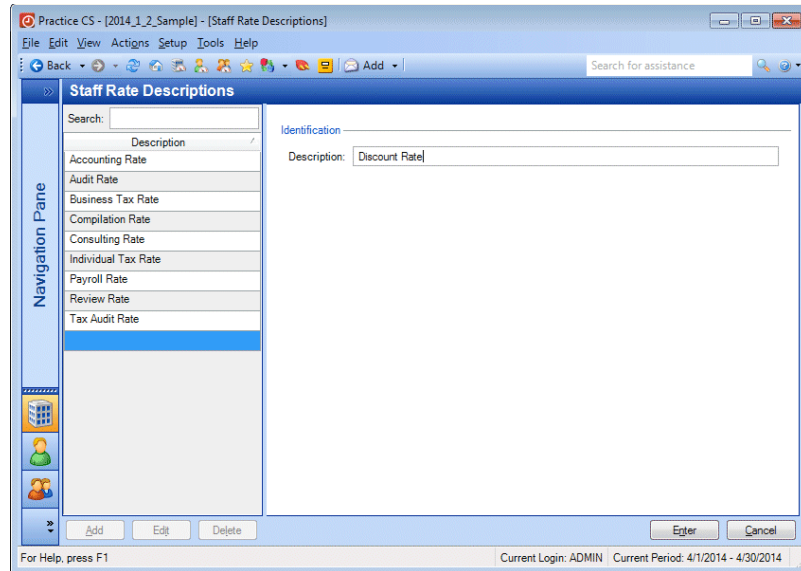 Practice CS - [2014_1_2_Sample] - [Staff Rate Descriptions]
File Edit View Actions Setup Tools Help
Back Add Search for assistance
Staff Rate Descriptions
Search:
Description
Accounting Rate
Audit Rate
Business Tax Rate
Compilation Rate
Consulting Rate
Individual Tax Rate
Payroll Rate
Review Rate
Tax Audit Rate
Identification
Description: Discount Rate
Navigation Pane
Add Edit Delete Enter Cancel
For Help, press F1 Current Login: ADMIN Current Period: 4/1/2014 - 4/30/2014